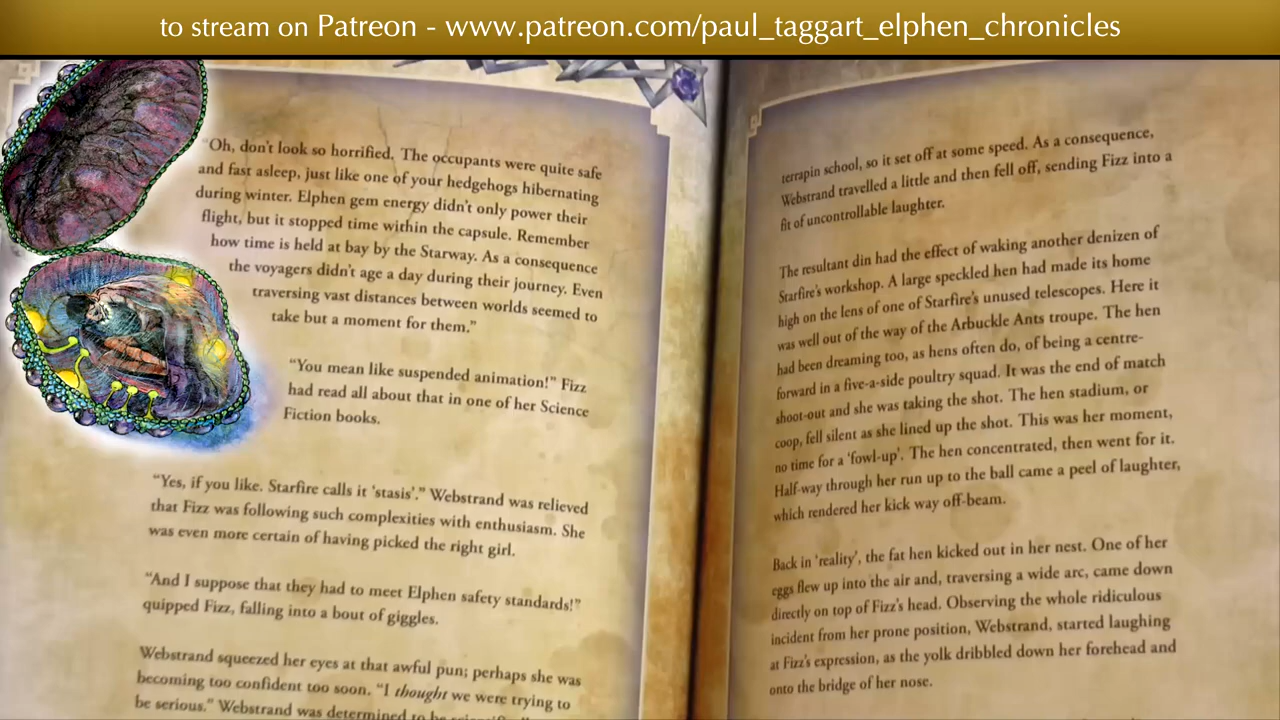 to stream on Patreon - www.patreon.com/paul_taggart_elphen_chronicles
"Oh, don't look so horrified. The occupants were quite safe
and fast asleep, just like one of your hedgehogs hibernating
during winter. Elphen gem energy didn't only power their
flight, but it stopped time within the capsule. Remember
how time is held at bay by the Starway. As a consequence
the voyagers didn't age a day during their journey. Even
traversing vast distances between worlds seemed to
take but a moment for them."
"You mean like suspended animation!" Fizz
had read all about that in one of her Science
Fiction books.
"Yes, if you like. Starfire calls it 'stasis'." Webstrand was relieved
that Fizz was following such complexities with enthusiasm. She
was even more certain of having picked the right girl.
"And I suppose that they had to meet Elphen safety standards!"
quipped Fizz, falling into a bout of giggles.
Webstrand squeezed her eyes at that awful pun; perhaps she was
becoming too confident too soon. "I thought we were trying to
be serious." Webstrand was determined to be
terrapin school, so it set off at some speed. As a consequence,
Webstrand travelled a little and then fell off, sending Fizz into a
fit of uncontrollable laughter.
The resultant din had the effect of waking another denizen of
Starfire's workshop. A large speckled hen had made its home
high on the lens of one of Starfire's unused telescopes. Here it
was well out of the way of the Arbuckle Ants troupe. The hen
had been dreaming too, as hens often do, of being a centre-
forward in a five-a-side poultry squad. It was the end of match
shoot-out and she was taking the shot. The hen stadium, or
coop, fell silent as she lined up the shot. This was her moment,
no time for a 'fowl-up'. The hen concentrated, then went for it.
Half-way through her run up to the ball came a peel of laughter,
which rendered her kick way off-beam.
Back in 'reality', the fat hen kicked out in her nest. One of her
eggs flew up into the air and, traversing a wide arc, came down
directly on top of Fizz's head. Observing the whole ridiculous
incident from her prone position, Webstrand, started laughing
at Fizz's expression, as the yolk dribbled down her forehead and
onto the bridge of her nose.